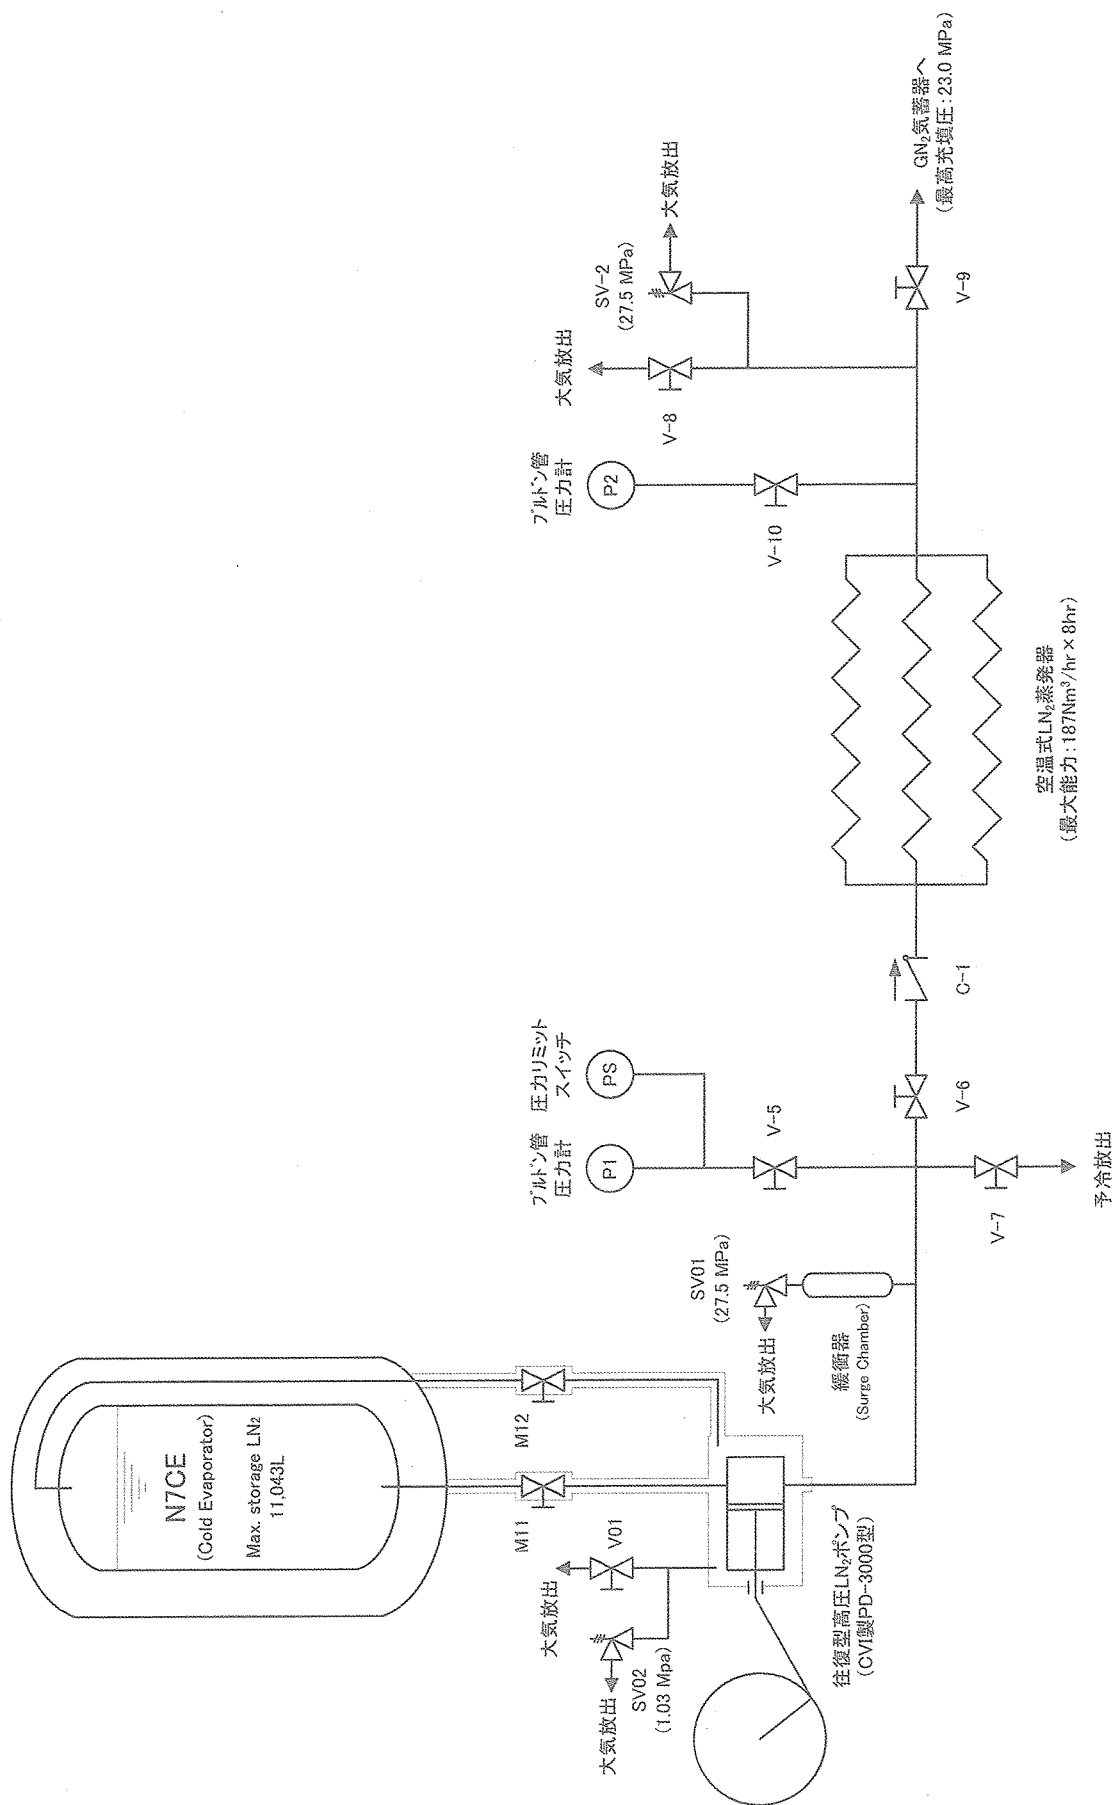 N7CE
(Cold Evaporator)
Max. storage LN₂
11,043L
M11
M12
大気放出
V01
大気放出
SV02
(1.03 Mpa)
往復型高圧LN₂ポンプ
(CVI製PD-3000型)
SV01
(27.5 MPa)
大気放出
緩衝器
(Surge Chamber)
ブルドン管
圧力計
P1
圧力リミット
スイッチ
PS
V-5
V-7
予冷放出
V-6
C-1
空温式LN₂蒸発器
(最大能力:187Nm³/hr×8hr)
ブルドン管
圧力計
P2
V-10
大気放出
V-8
SV-2
(27.5 MPa)
大気放出
V-9
GN₂気蓄器へ
(最高充填圧:23.0 MPa)